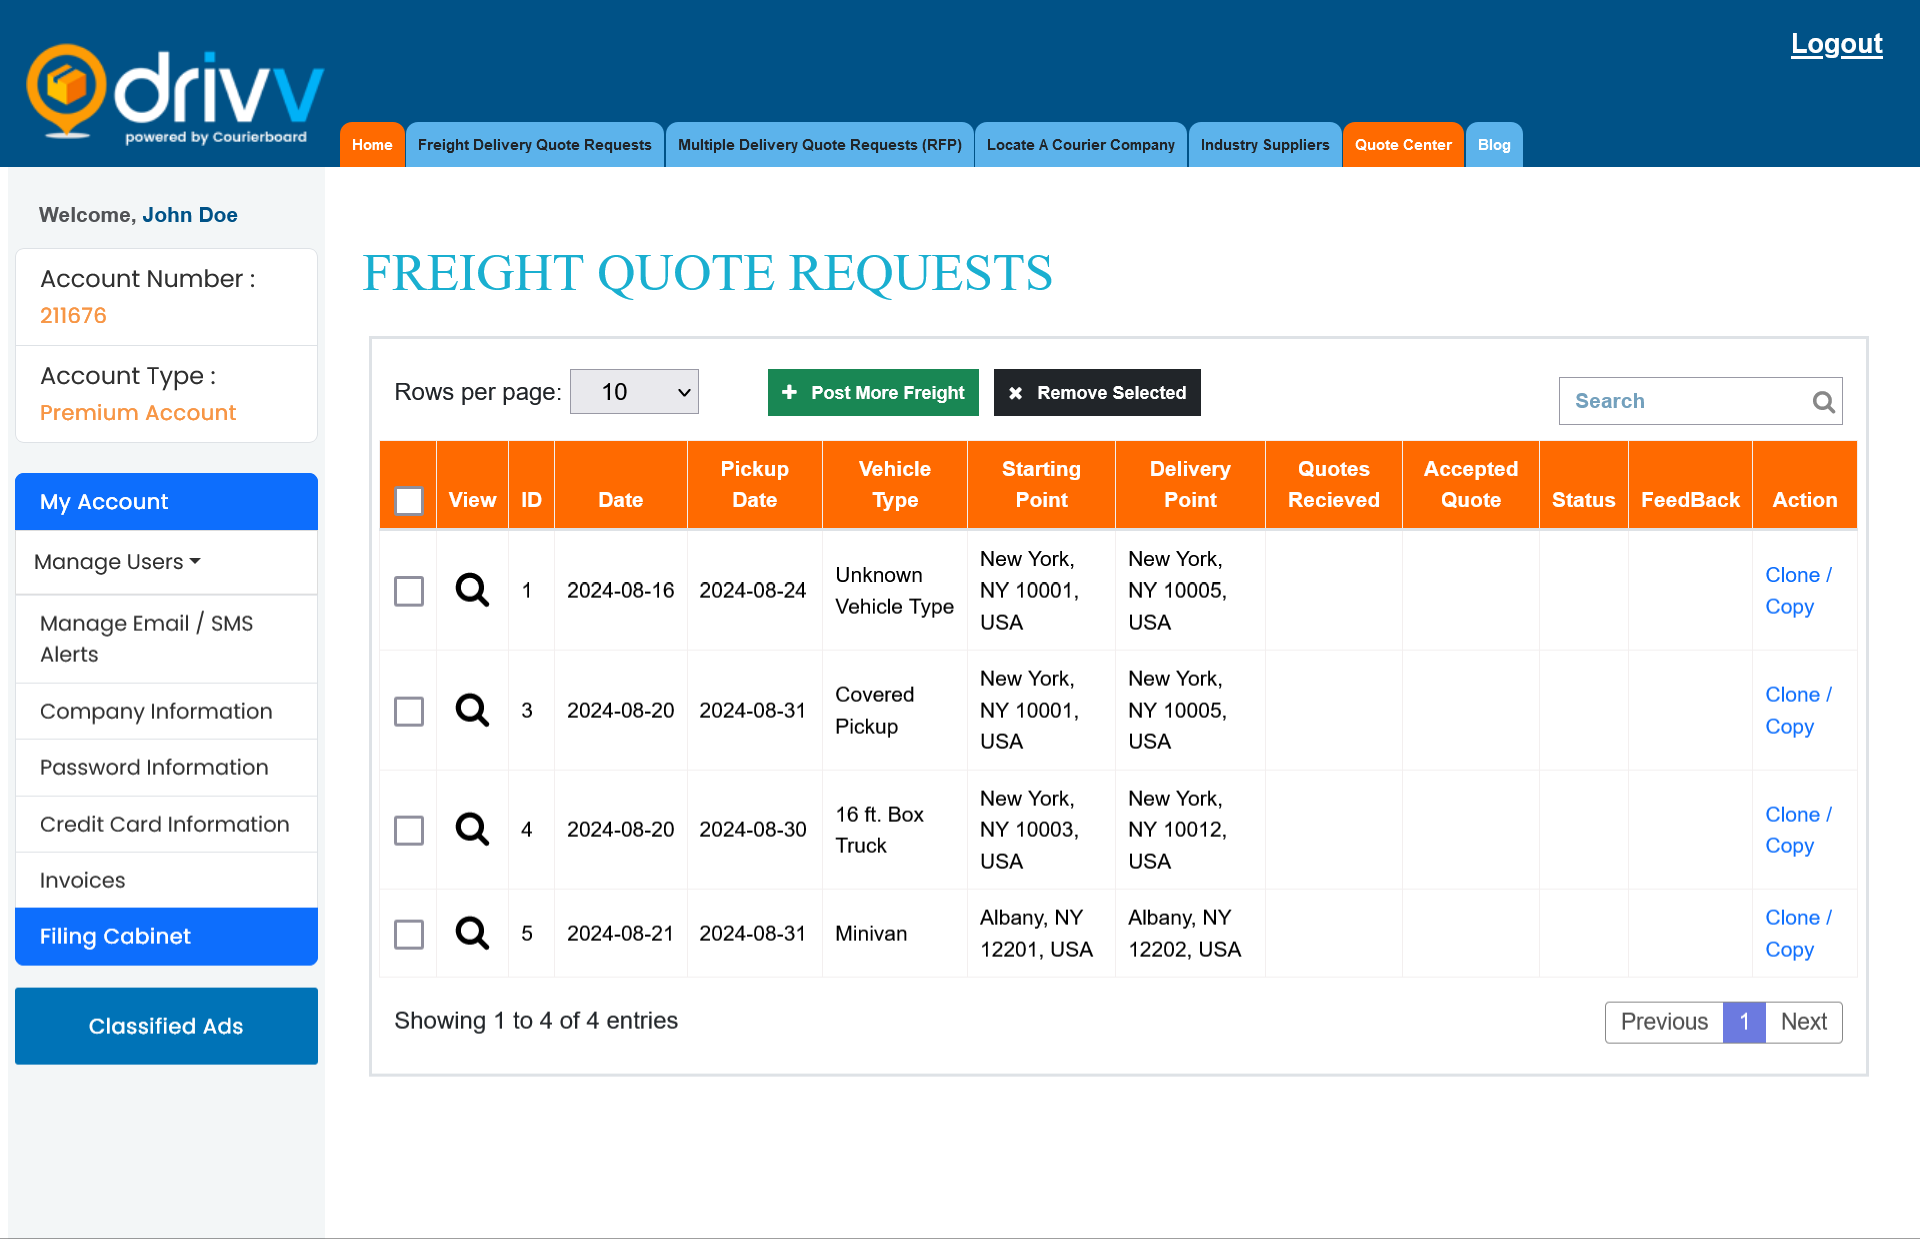 Logout
drivv
powered by Courierboard
Home
Freight Delivery Quote Requests
Multiple Delivery Quote Requests (RFP)
Locate A Courier Company
Industry Suppliers
Quote Center
Blog
Welcome, John Doe
Account Number :
211676
Account Type :
Premium Account
My Account
Manage Users
Manage Email / SMS
Alerts
Company Information
Password Information
Credit Card Information
Invoices
Filing Cabinet
Classified Ads
FREIGHT QUOTE REQUESTS
Rows per page: 10
Post More Freight
Remove Selected
Search
View
ID
Date
Pickup
Date
Vehicle
Type
Starting
Point
Delivery
Point
Quotes
Recieved
Accepted
Quote
Status
FeedBack
Action
1
2024-08-16
2024-08-24
Unknown
Vehicle Type
New York,
NY 10001,
USA
New York,
NY 10005,
USA
Clone /
Copy
3
2024-08-20
2024-08-31
Covered
Pickup
New York,
NY 10001,
USA
New York,
NY 10005,
USA
Clone /
Copy
4
2024-08-20
2024-08-30
16 ft. Box
Truck
New York,
NY 10003,
USA
New York,
NY 10012,
USA
Clone /
Copy
5
2024-08-21
2024-08-31
Minivan
Albany, NY
12201, USA
Albany, NY
12202, USA
Clone /
Copy
Showing 1 to 4 of 4 entries
Previous
1
Next